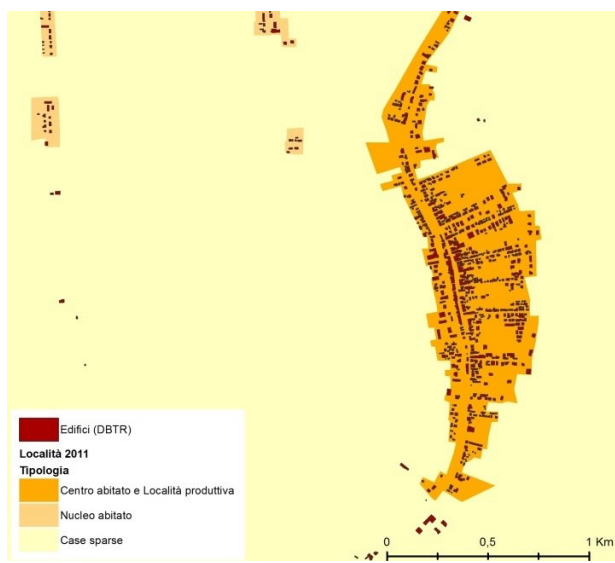 Edifici (DBTR)
Località 2011
Tipologia
Centro abitato e Località produttiva
Nucleo abitato
Case sparse
0 0,5 1 Km